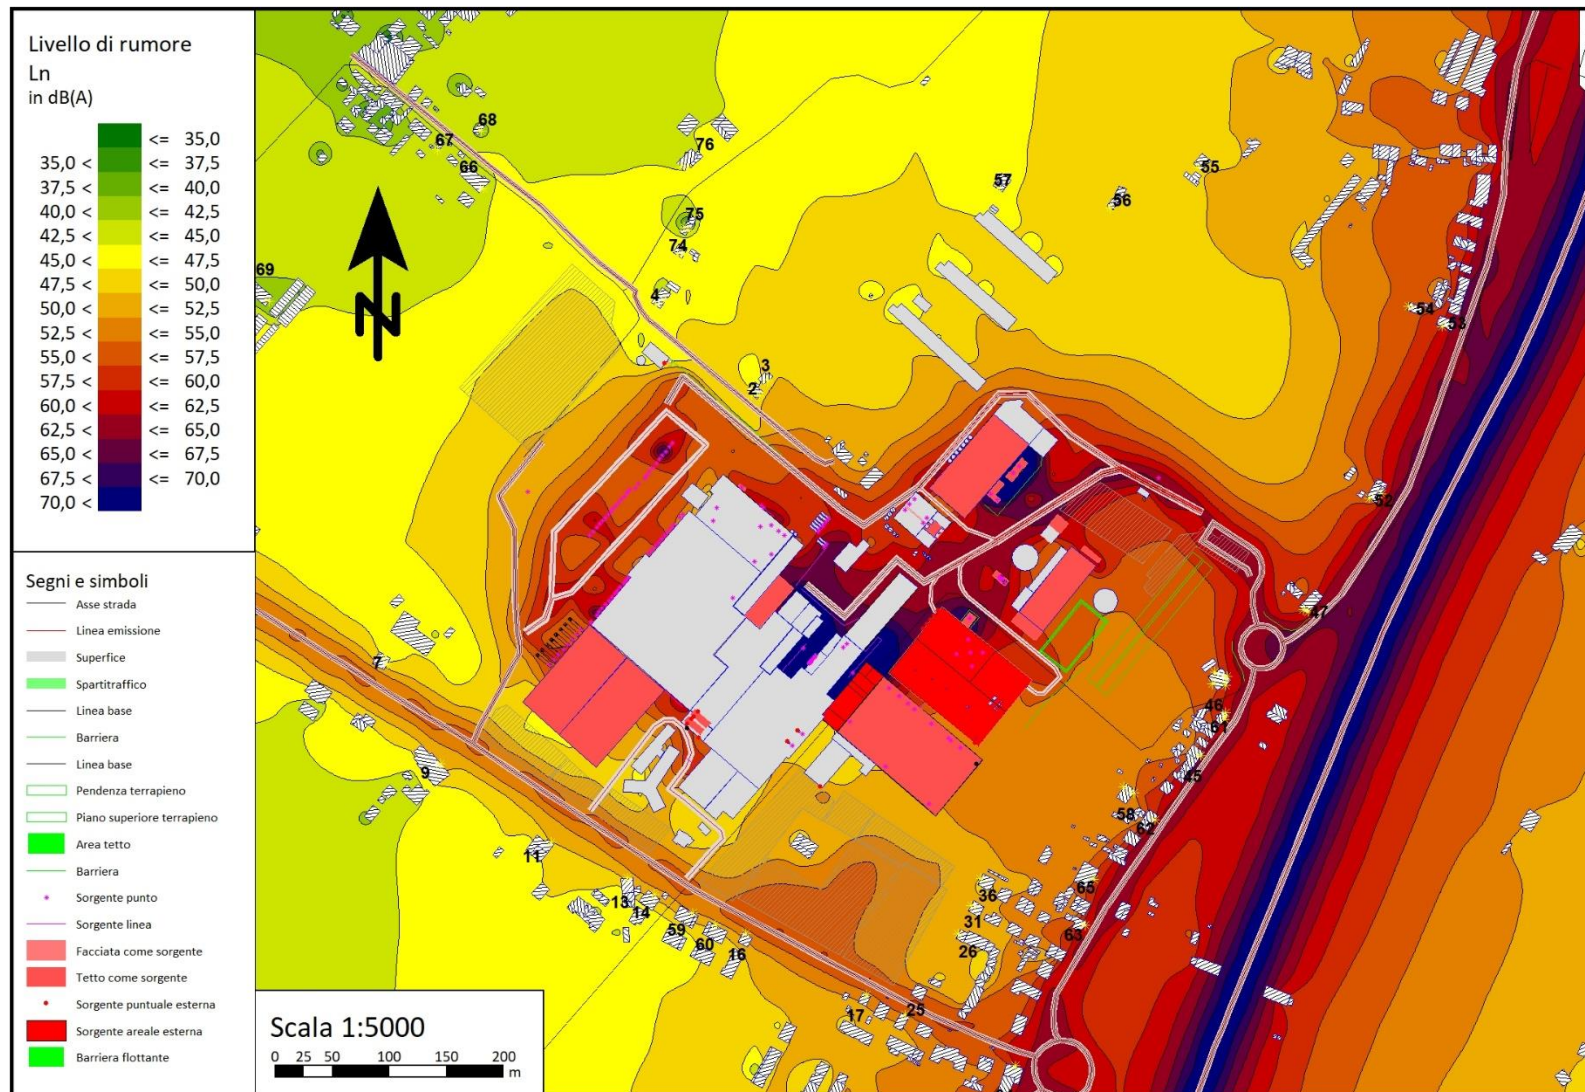 Livello di rumore
Ln
in dB(A)
<= 35,0
35,0 < <= 37,5
37,5 < <= 40,0
40,0 < <= 42,5
42,5 < <= 45,0
45,0 < <= 47,5
47,5 < <= 50,0
50,0 < <= 52,5
52,5 < <= 55,0
55,0 < <= 57,5
57,5 < <= 60,0
60,0 < <= 62,5
62,5 < <= 65,0
65,0 < <= 67,5
67,5 < <= 70,0
70,0 <
Segni e simboli
Asse strada
Linea emissione
Superfice
Spartitraffico
Linea base
Barriera
Linea base
Pendenza terrapieno
Piano superiore terrapieno
Area tetto
Barriera
Sorgente punto
Sorgente linea
Facciata come sorgente
Tetto come sorgente
Sorgente puntuale esterna
Sorgente areale esterna
Barriera flottante
68
67
66
76
75
74
69
4
3
2
57
56
55
54
53
52
47
46
61
45
58
62
65
63
36
31
26
7
9
11
13
14
59
60
16
17
25
N
Scala 1:5000
0 25 50 100 150 200
m